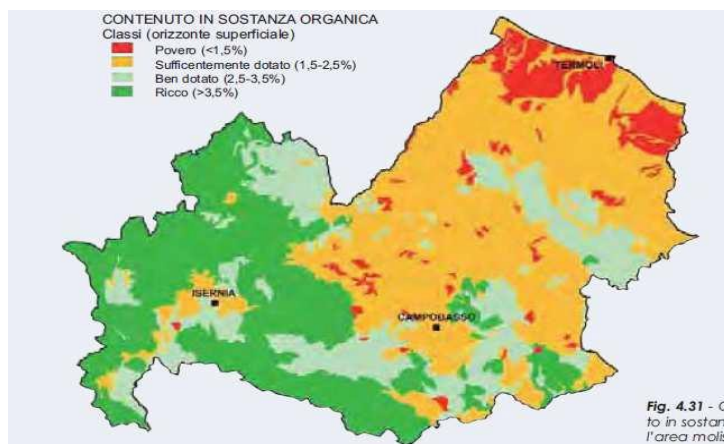 CONTENUTO IN SOSTANZA ORGANICA
Classi (orizzonte superficiale)
Povero (<1,5%)
Sufficentemente dotato (1,5-2,5%)
Ben dotato (2,5-3,5%)
Ricco (>3,5%)
TERMOLI
ISERNIA
CAMPOBASSO
Fig. 4.31 - C
to in sostan
l'area molis